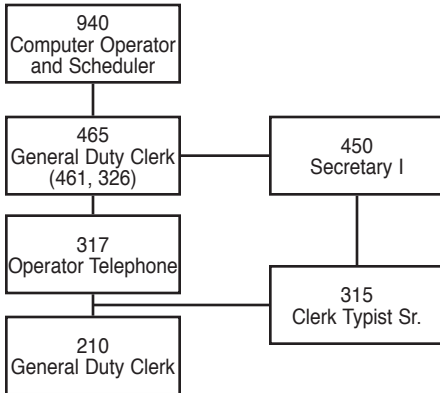 940
Computer Operator
and Scheduler
465
General Duty Clerk
(461, 326)
450
Secretary I
317
Operator Telephone
315
Clerk Typist Sr.
210
General Duty Clerk